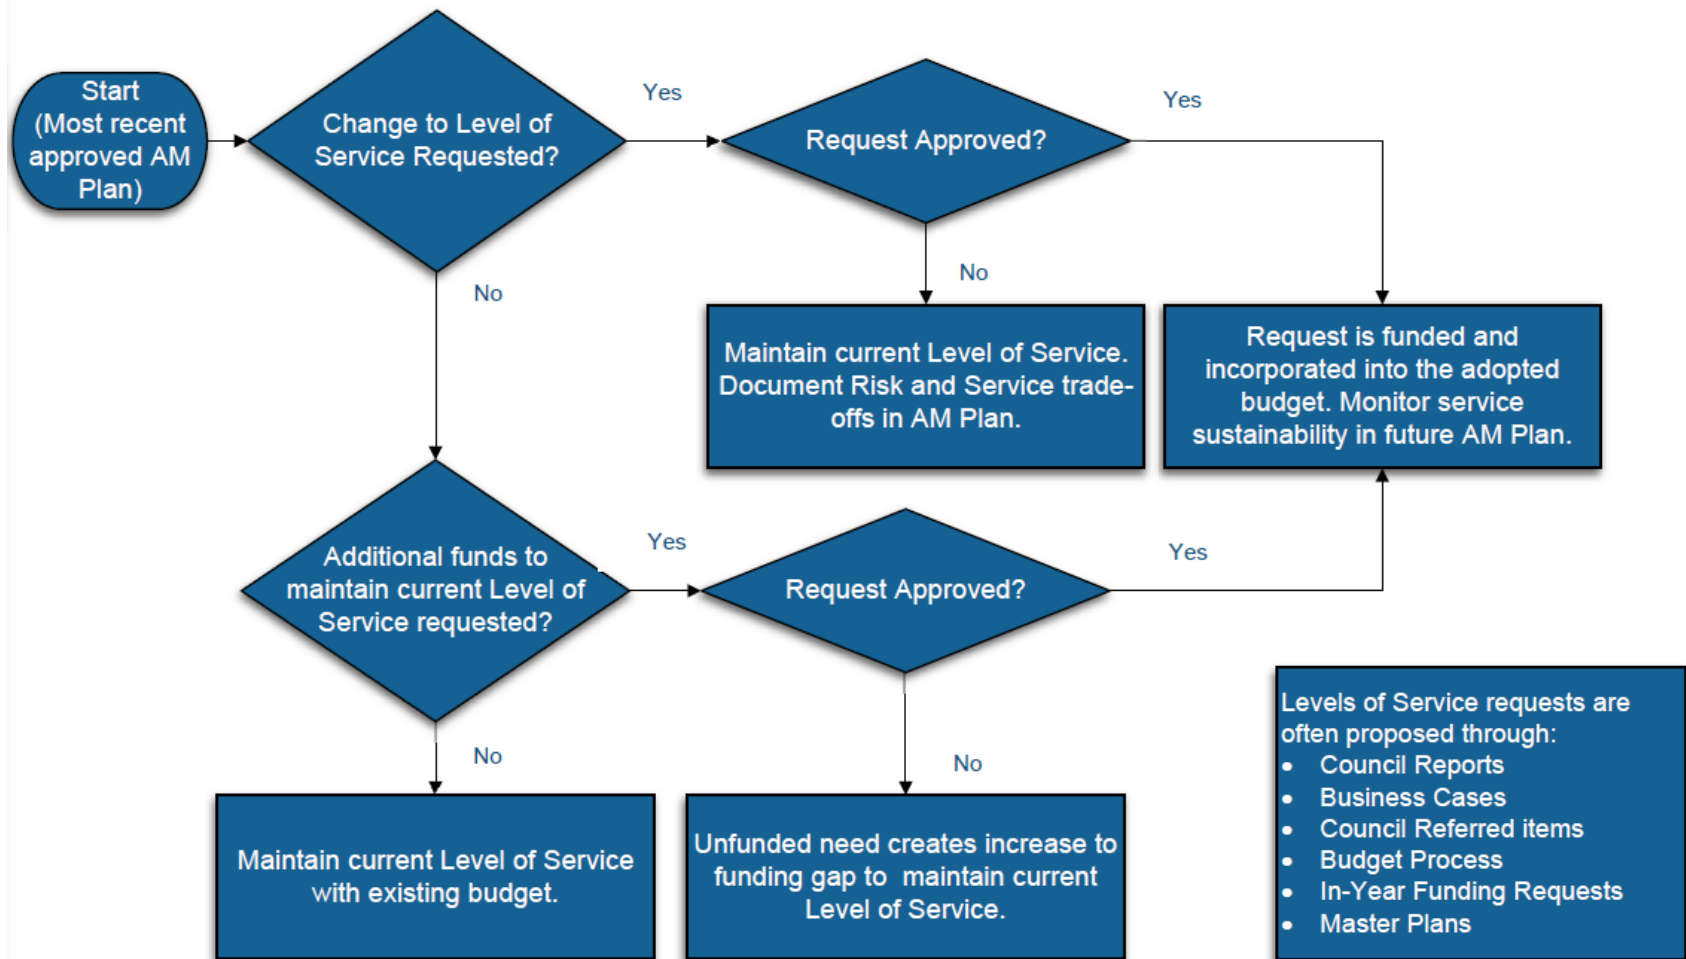 Start
(Most recent
approved AM
Plan)
Change to Level of
Service Requested?
Yes
Request Approved?
Yes
No
No
Maintain current Level of Service.
Document Risk and Service trade-
offs in AM Plan.
Request is funded and
incorporated into the adopted
budget. Monitor service
sustainability in future AM Plan.
Additional funds to
maintain current Level of
Service requested?
Yes
Request Approved?
Yes
No
No
Maintain current Level of Service
with existing budget.
Unfunded need creates increase to
funding gap to  maintain current
Level of Service.
Levels of Service requests are
often proposed through:
• Council Reports
• Business Cases
• Council Referred items
• Budget Process
• In-Year Funding Requests
• Master Plans